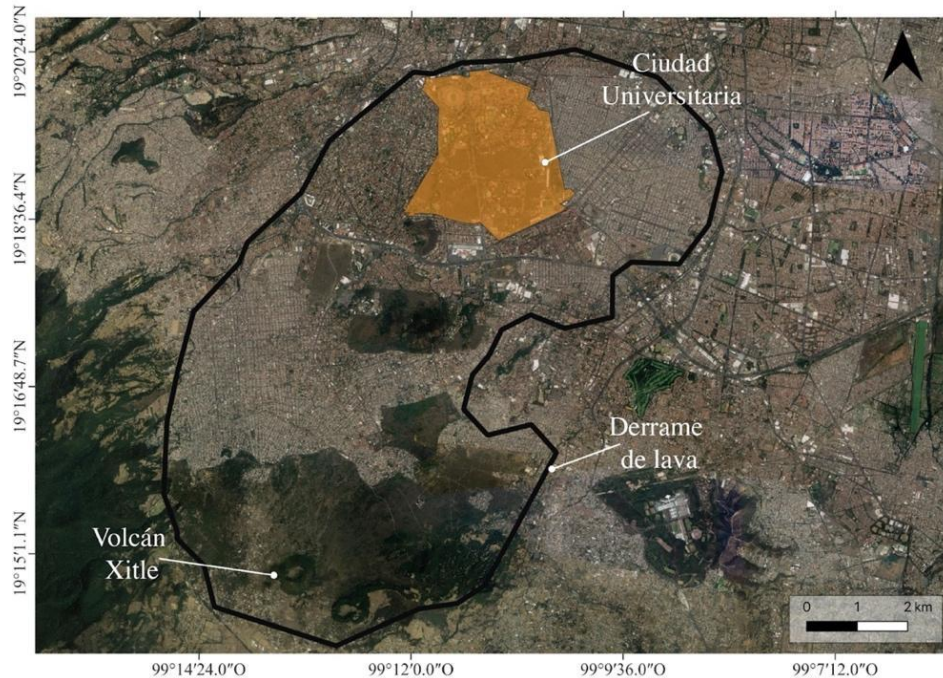 19°20'24.0"N
19°18'36.4"N
19°16'48.7"N
19°15'1.1"N
Ciudad
Universitaria
Derrame
de lava
Volcán
Xitle
0 1 2 km
99°14'24.0"O
99°12'0.0"O
99°9'36.0"O
99°7'12.0"O